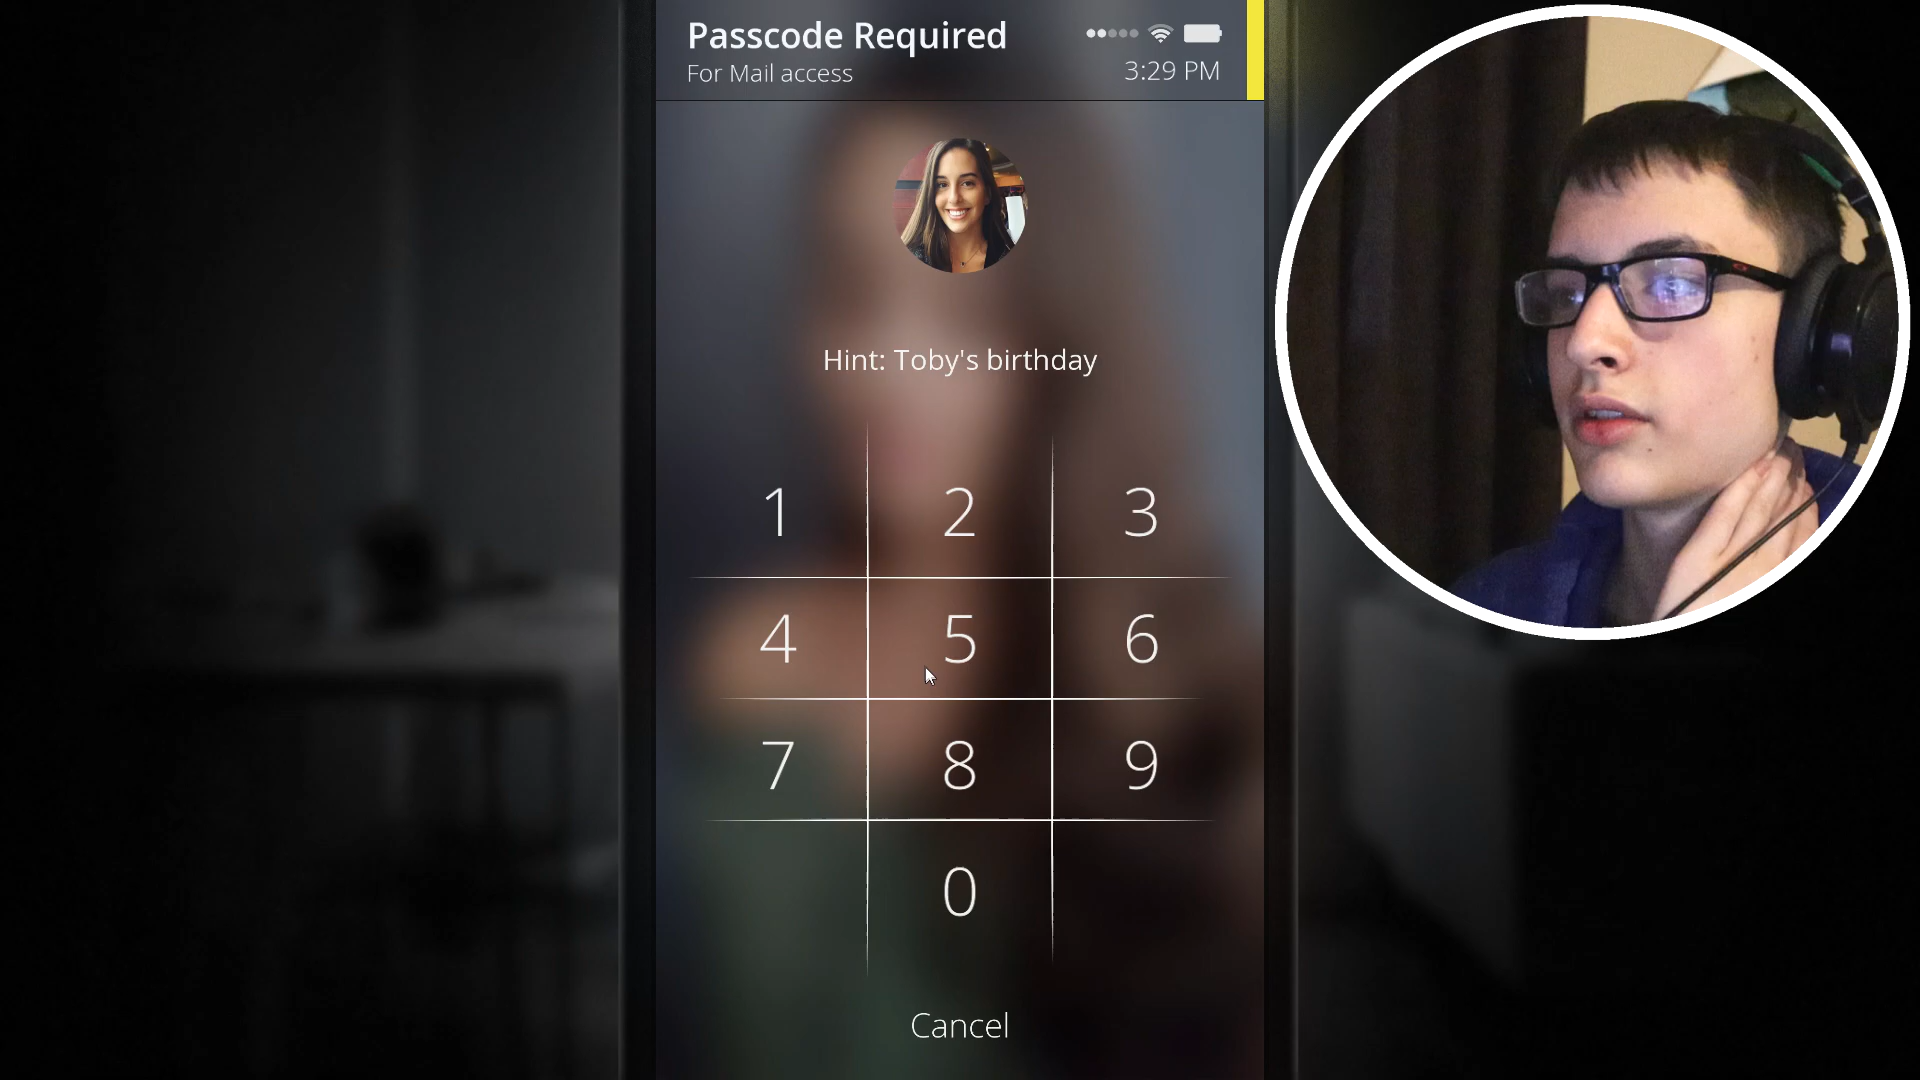 Passcode Required
For Mail access
3:29 PM
Hint: Toby's birthday
1 2 3
4 5 6
7 8 9
0
Cancel